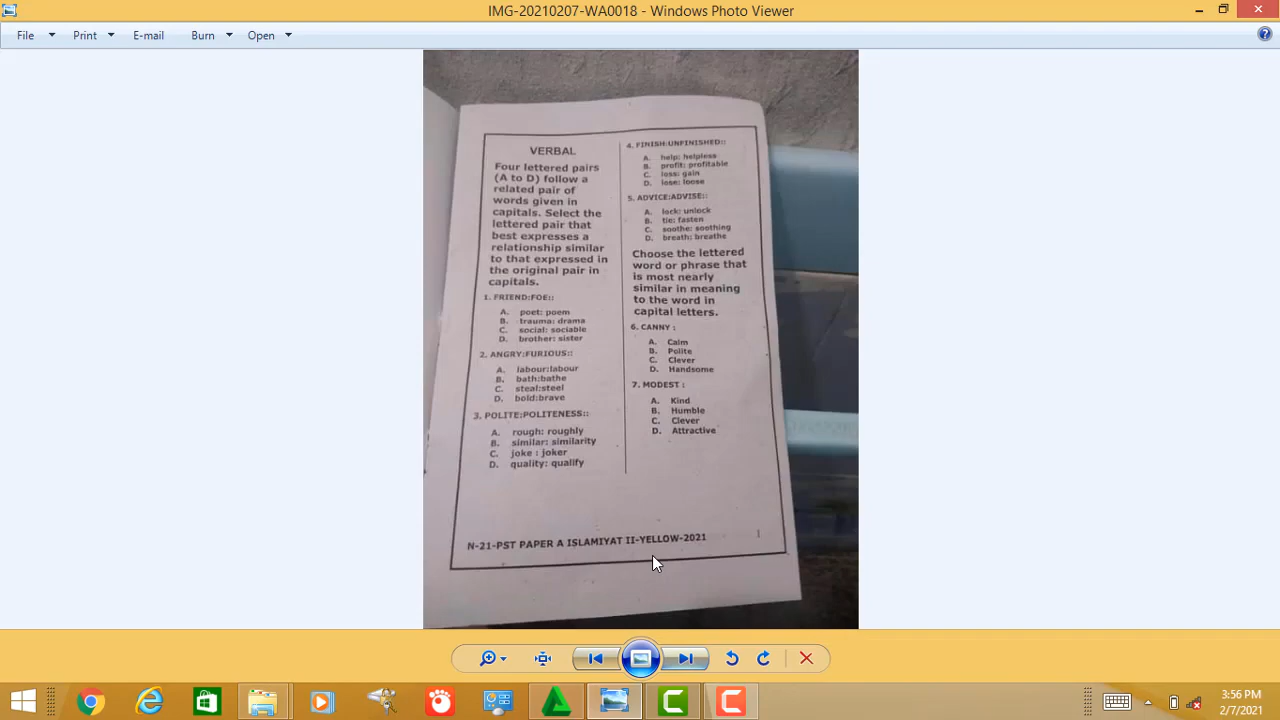 IMG-20210207-WA0018 - Windows Photo Viewer
File
Print
E-mail
Burn
Open
VERBAL
Four lettered pairs
(A to D) follow a
related pair of
words given in
capitals. Select the
lettered pair that
best expresses a
relationship similar
to that expressed in
the original pair in
capitals.
1. FRIEND:FOE::
A. poet: poem
B. trauma: drama
C. social: sociable
D. brother: sister
2. ANGRY:FURIOUS::
A. labour:labour
B. bath:bathe
C. steal:steel
D. bold:brave
3. POLITE:POLITENESS::
A. rough: roughly
B. similar: similarity
C. joke : joker
D. quality: qualify
4. FINISH:UNFINISHED::
A. help: helpless
B. profit: profitable
C. loss: gain
D. lose: loose
5. ADVICE:ADVISE::
A. lock: unlock
B. tie: fasten
C. soothe: soothing
D. breath: breathe
Choose the lettered
word or phrase that
is most nearly
similar in meaning
to the word in
capital letters.
6. CANNY :
A. Calm
B. Polite
C. Clever
D. Handsome
7. MODEST :
A. Kind
B. Humble
C. Clever
D. Attractive
N-21-PST PAPER A ISLAMIYAT II-YELLOW-2021
1
3:56 PM
2/7/2021